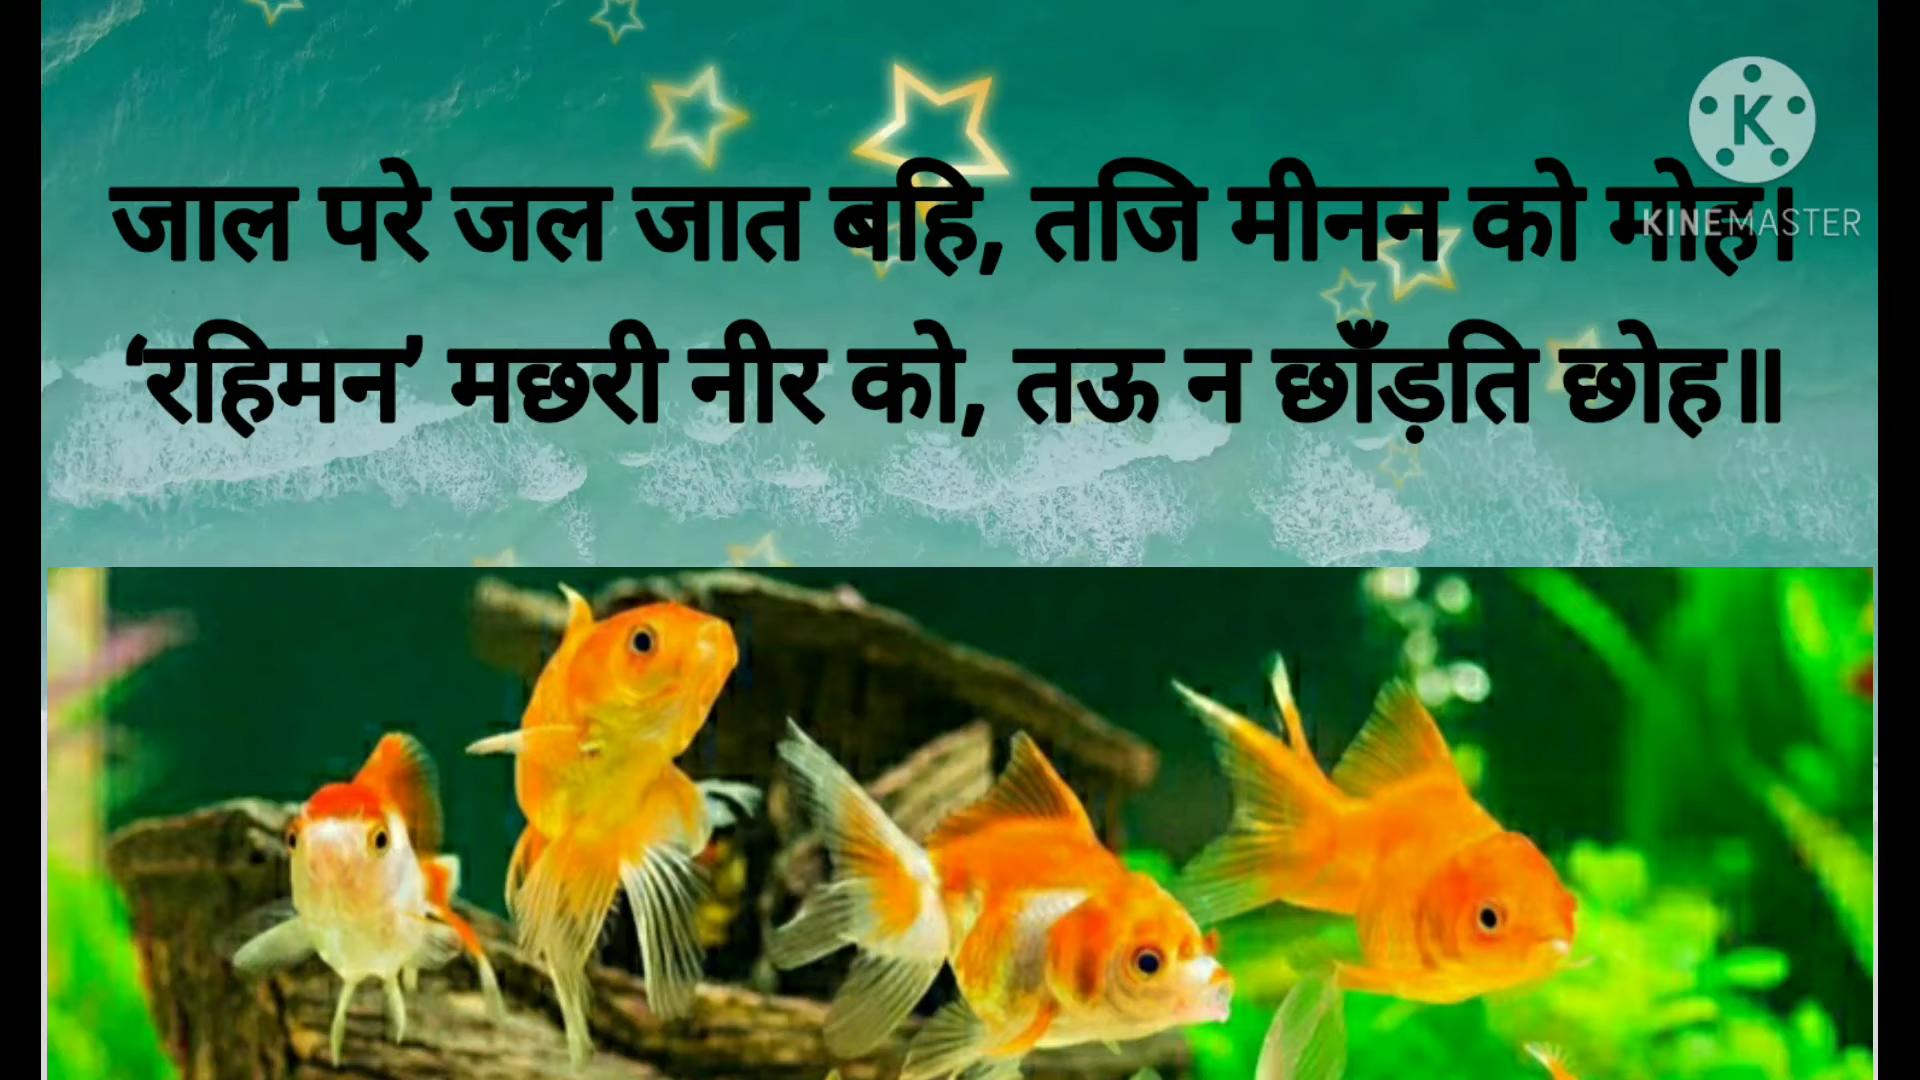 जाल परे जल जात बहि, तजि मीनन को मोह।
‘रहिमन’ मछरी नीर को, तऊ न छाँड़ति छोह॥
K
KINEMASTER